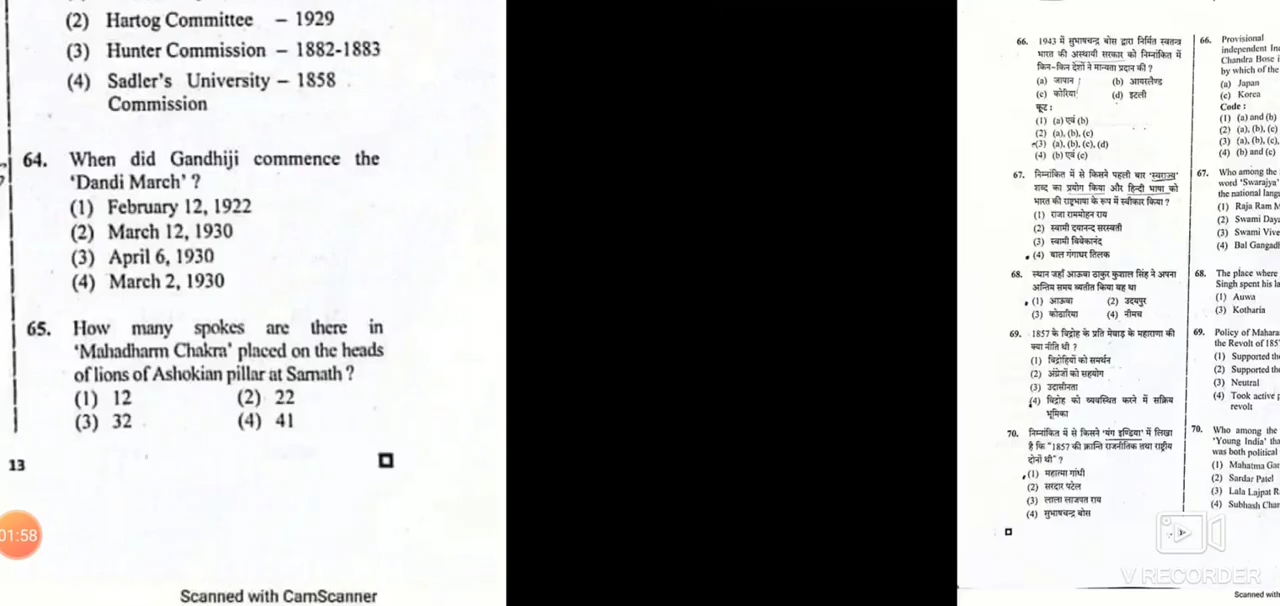 (2) Hartog Committee – 1929
(3) Hunter Commission – 1882-1883
(4) Sadler's University – 1858
Commission
64. When did Gandhiji commence the
‘Dandi March’ ?
(1) February 12, 1922
(2) March 12, 1930
(3) April 6, 1930
(4) March 2, 1930
65. How many spokes are there in
‘Mahadharm Chakra’ placed on the heads
of lions of Ashokian pillar at Sarnath ?
(1) 12 (2) 22
(3) 32 (4) 41
13
01:58
Scanned with CamScanner
66. 1943 में सुभाषचन्द्र बोस द्वारा निर्मित स्वतन्त्र
भारत की अस्थायी सरकार को निम्नांकित में
किन-किन देशों ने मान्यता प्रदान की ?
(a) जापान (b) आयरलैण्ड
(c) कोरिया (d) इटली
कूट :
(1) (a) एवं (b)
(2) (a), (b), (c)
(3) (a), (b), (c), (d)
(4) (b) एवं (c)
67. निम्नांकित में से किसने पहली बार ‘स्वराज्य’
शब्द का प्रयोग किया और हिन्दी भाषा को
भारत की राष्ट्रभाषा के रूप में स्वीकार किया ?
(1) राजा राममोहन राय
(2) स्वामी दयानन्द सरस्वती
(3) स्वामी विवेकानंद
(4) बाल गंगाधर तिलक
68. स्थान जहाँ आऊवा ठाकुर कुशाल सिंह ने अपना
अन्तिम समय व्यतीत किया वह था
(1) आऊवा (2) उदयपुर
(3) कोठारिया (4) नीमच
69. 1857 के विद्रोह के प्रति मेवाड़ के महाराणा की
क्या नीति थी ?
(1) विद्रोहियों को समर्थन
(2) अंग्रेजों को सहयोग
(3) उदासीनता
(4) विद्रोह को व्यवस्थित करने में सक्रिय
भूमिका
70. निम्नांकित में से किसने ‘यंग इण्डिया’ में लिखा
है कि “1857 की क्रान्ति राजनीतिक तथा राष्ट्रीय
दोनों थी” ?
(1) महात्मा गांधी
(2) सरदार पटेल
(3) लाला लाजपत राय
(4) सुभाषचन्द्र बोस
66. Provisional
independent In
Chandra Bose i
by which of the
(a) Japan
(c) Korea
Code :
(1) (a) and (b)
(2) (a), (b), (c)
(3) (a), (b), (c),
(4) (b) and (c)
67. Who among the
word ‘Swarajya’
the national lang
(1) Raja Ram M
(2) Swami Daya
(3) Swami Vive
(4) Bal Gangadh
68. The place where
Singh spent his la
(1) Auwa
(3) Kotharia
69. Policy of Mahara
the Revolt of 185
(1) Supported the
(2) Supported the
(3) Neutral
(4) Took active p
revolt
70. Who among the
‘Young India’ tha
was both political
(1) Mahatma Gan
(2) Sardar Patel
(3) Lala Lajpat R
(4) Subhash Chan
V RECORDER
Scanned with